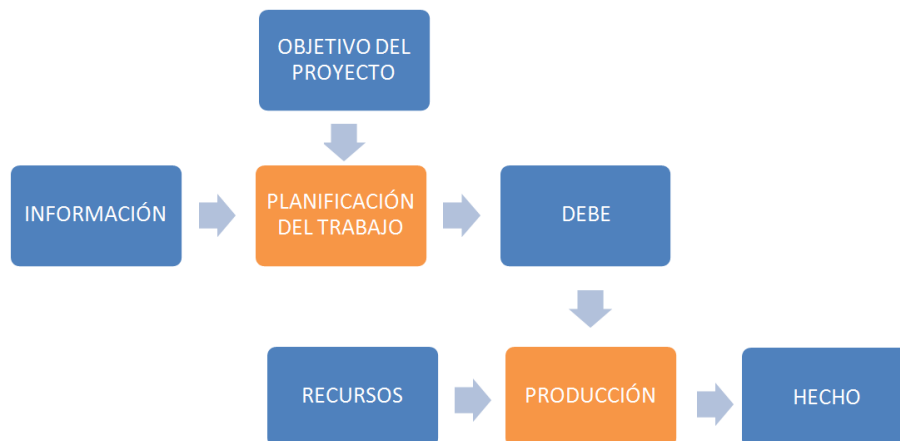 OBJETIVO DEL
PROYECTO
INFORMACIÓN
PLANIFICACIÓN
DEL TRABAJO
DEBE
RECURSOS
PRODUCCIÓN
HECHO